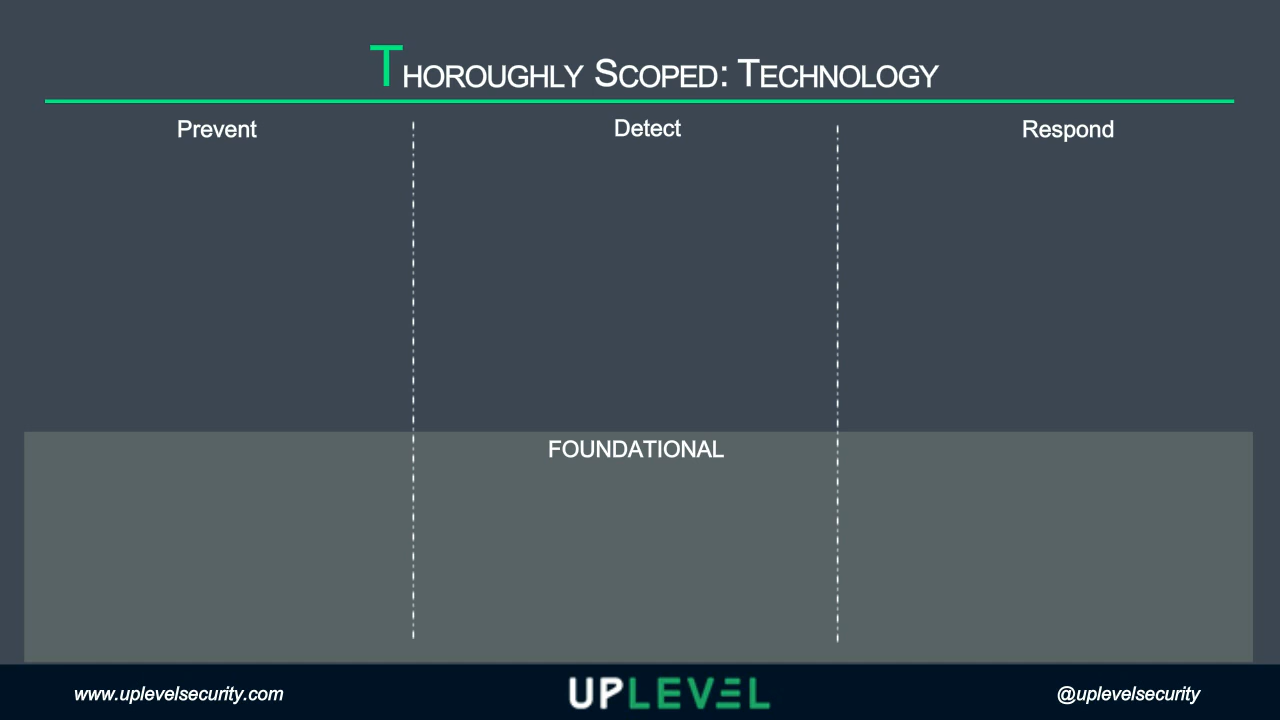 THOROUGHLY SCOPED: TECHNOLOGY
Prevent
Detect
Respond
FOUNDATIONAL
www.uplevelsecurity.com
UPLEVEL
@uplevelsecurity